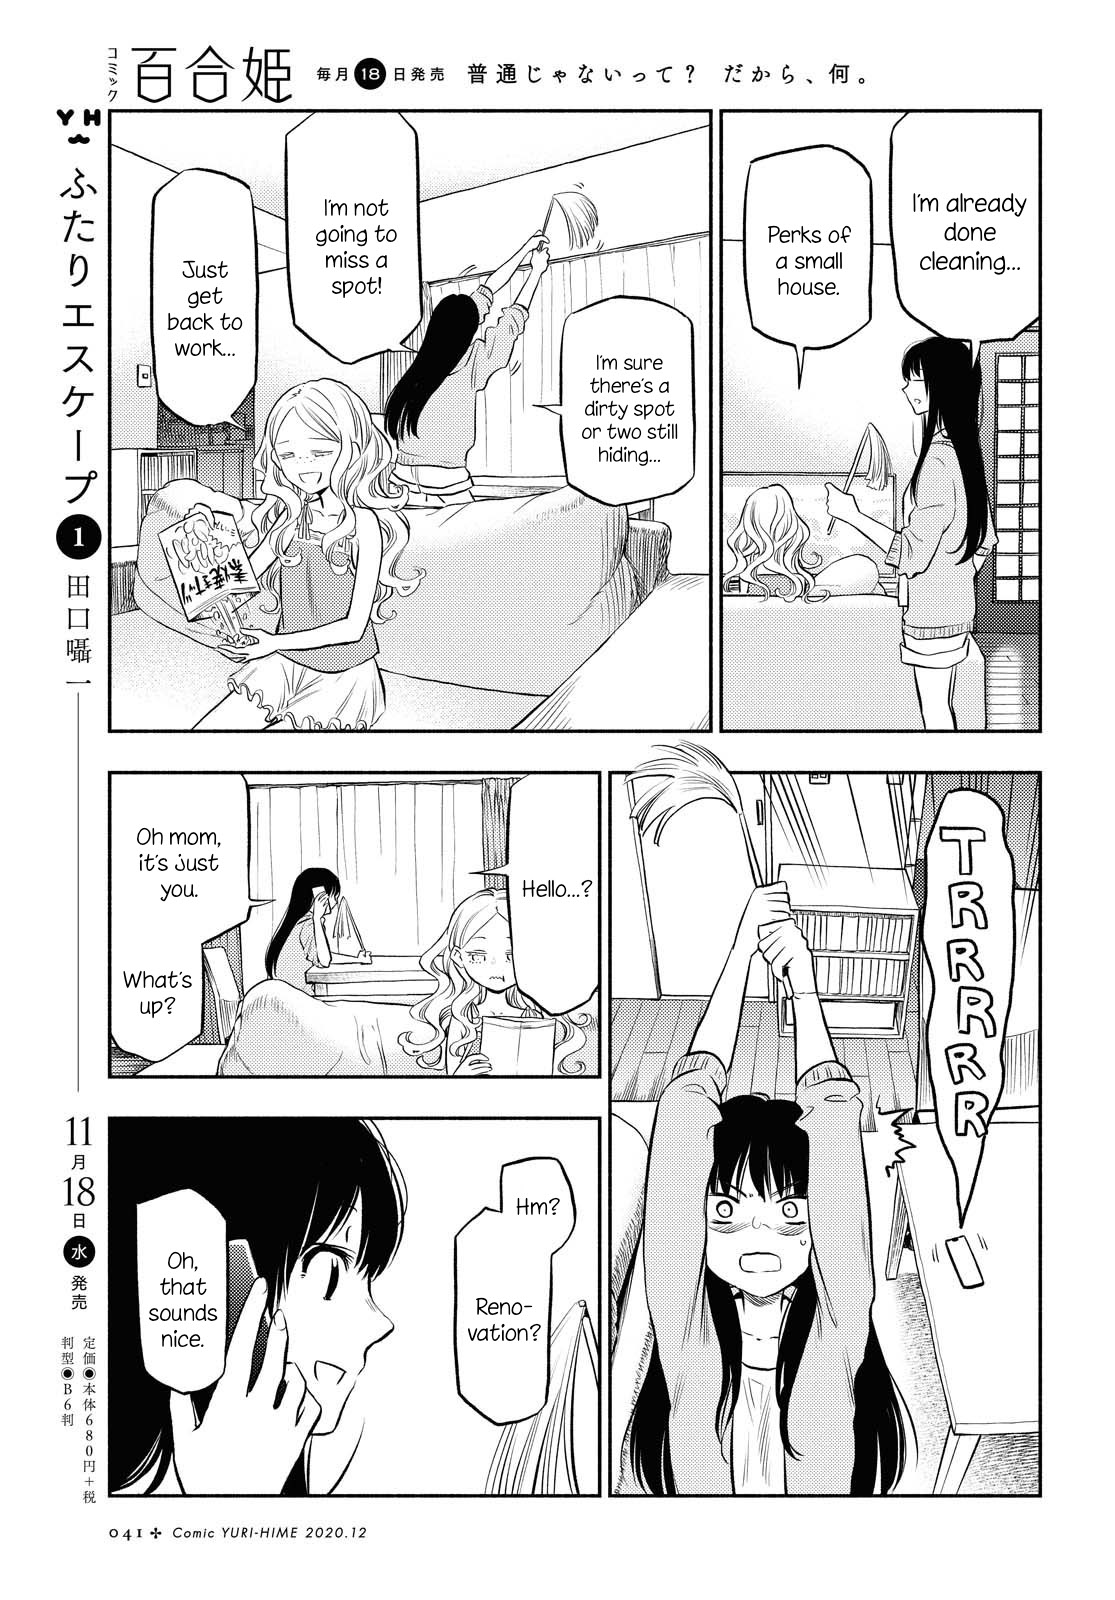 コミック
百合姫
毎月18日発売
普通じゃないって？ だから、何。
YH
ふたりエスケープ
1
田口囁一
11月18日 水 発売
定価◉本体680円+税
判型◉B6判
I'm already
done
cleaning...
Perks of
a small
house.
I'm not
going to
miss a
spot!
I'm sure
there's a
dirty spot
or two still
hiding...
Just
get
back to
work...
TRRRRRR
Hello...?
Oh mom,
it's just
you.
What's
up?
Hm?
Reno-
vation?
Oh,
that
sounds
nice.
041 ✣ Comic YURI-HIME 2020.12